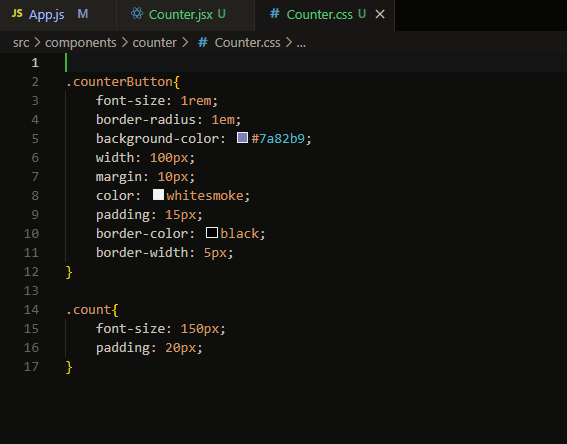 JS App.js M Counter.jsx U # Counter.css U ×
src > components > counter > # Counter.css > ...
1
2 .counterButton{
3 font-size: 1rem;
4 border-radius: 1em;
5 background-color: #7a82b9;
6 width: 100px;
7 margin: 10px;
8 color: whitesmoke;
9 padding: 15px;
10 border-color: black;
11 border-width: 5px;
12 }
13
14 .count{
15 font-size: 150px;
16 padding: 20px;
17 }